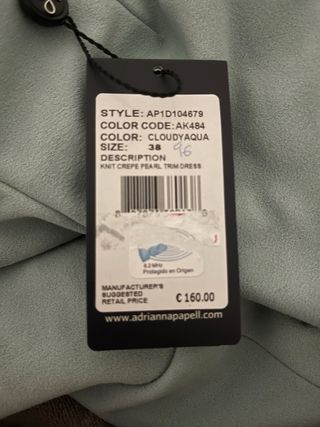 STYLE: AP1D104679
COLOR CODE: AK484
COLOR: CLOUDYAQUA
SIZE: 38 96
DESCRIPTION
KNIT CREPE PEARL TRIM DRESS
8.2 MHz
Protegido en Origen
MANUFACTURER'S
SUGGESTED
RETAIL PRICE
€ 160.00
www.adriannapapell.com